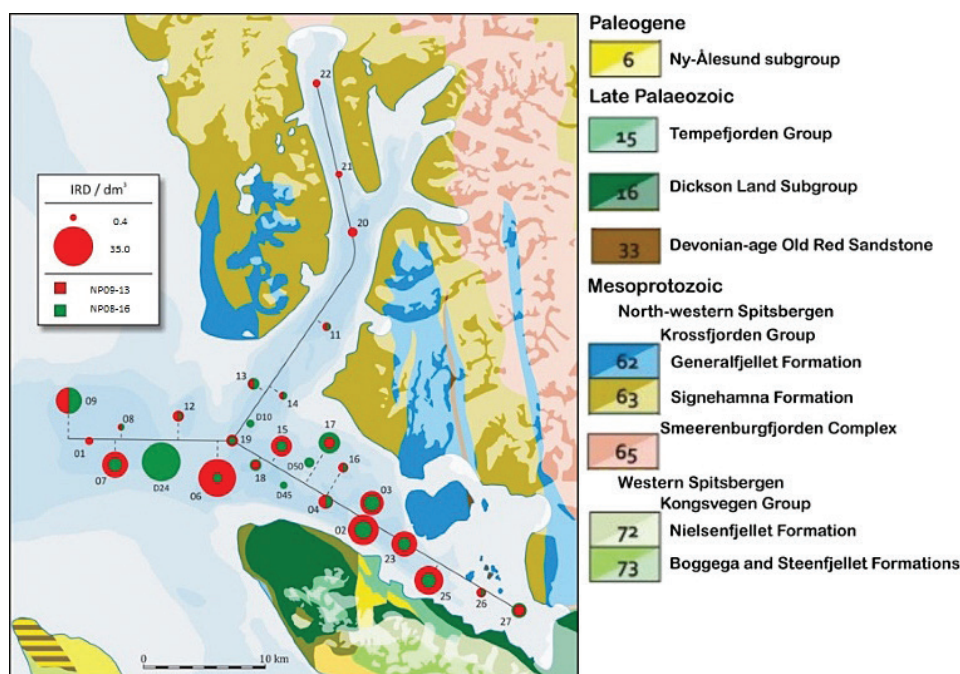 IRD / dm³
0.4
35.0
NP09-13
NP08-16
22
21
20
11
13
14
09
08
12
01
07
D24
06
19
D10
15
17
18
D50
16
D45
04
03
02
23
25
26
27
0 10 km
Paleogene
6 Ny-Ålesund subgroup
Late Palaeozoic
15 Tempefjorden Group
16 Dickson Land Subgroup
33 Devonian-age Old Red Sandstone
Mesoprotozoic
North-western Spitsbergen
Krossfjorden Group
62 Generalfjellet Formation
63 Signehamna Formation
Smeerenburgfjorden Complex
65
Western Spitsbergen
Kongsvegen Group
72 Nielsenfjellet Formation
73 Boggega and Steenfjellet Formations